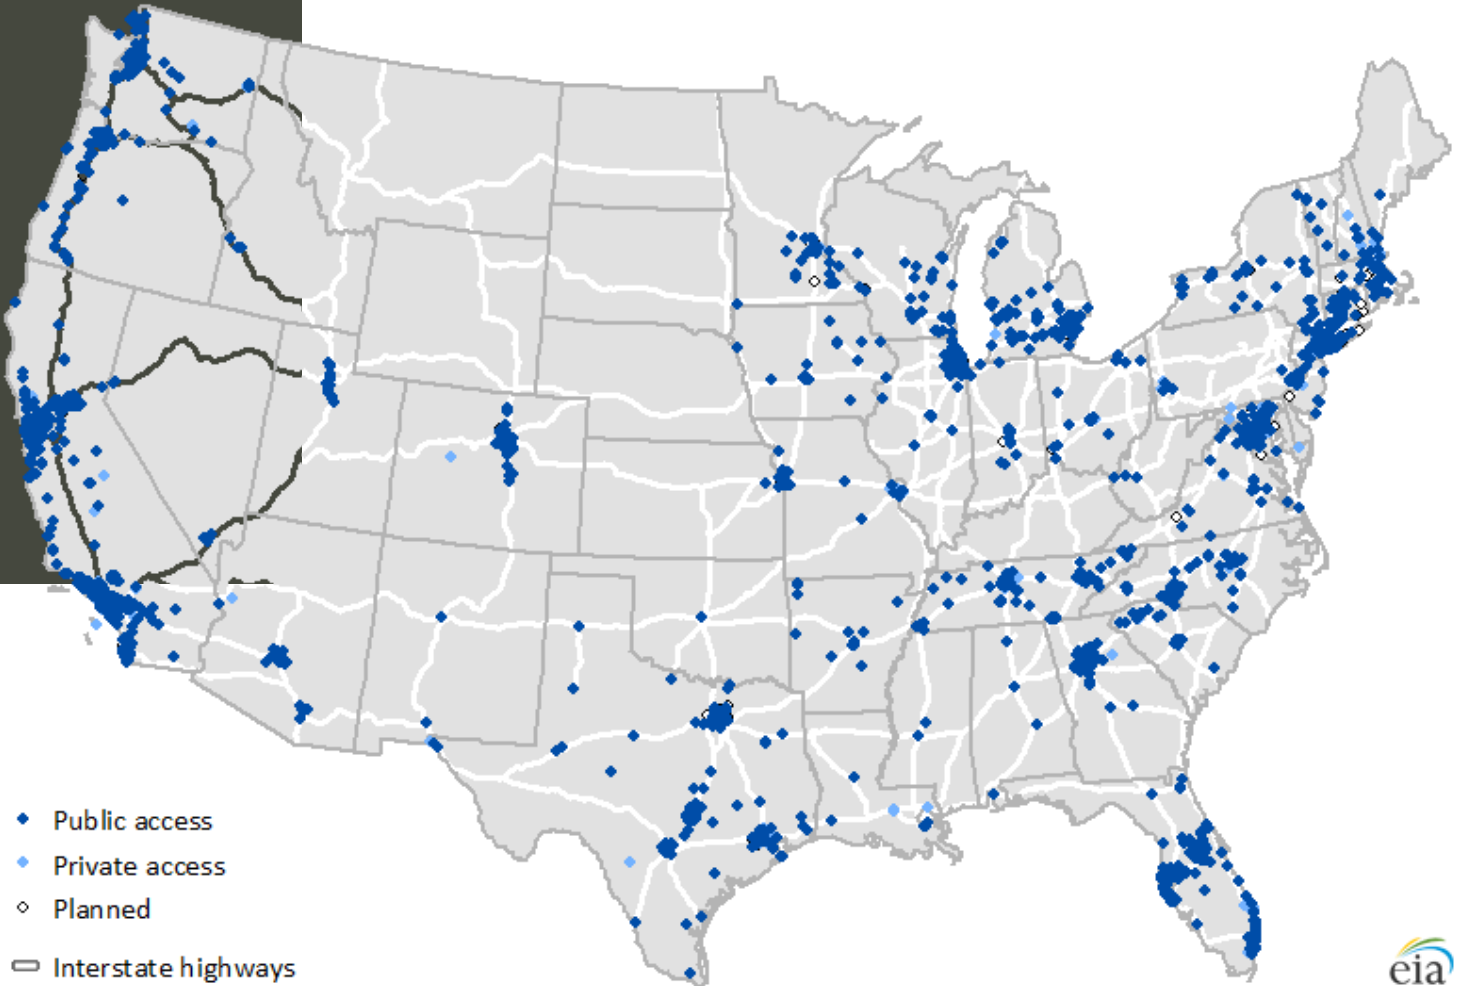 Public access
Private access
Planned
Interstate highways
eia